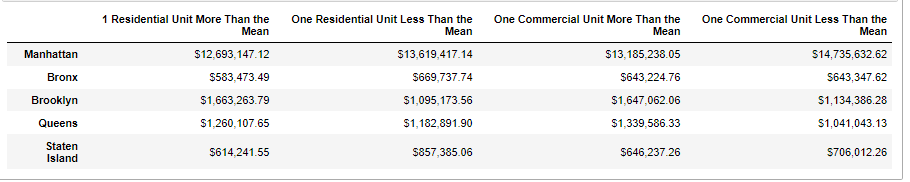 1 Residential Unit More Than the Mean One Residential Unit Less Than the Mean One Commercial Unit More Than the Mean One Commercial Unit Less Than the Mean
Manhattan $12,693,147.12 $13,619,417.14 $13,185,238.05 $14,735,632.62
Bronx $583,473.49 $669,737.74 $643,224.76 $643,347.62
Brooklyn $1,663,263.79 $1,095,173.56 $1,647,062.06 $1,134,386.28
Queens $1,260,107.65 $1,182,891.90 $1,339,586.33 $1,041,043.13
Staten Island $614,241.55 $857,385.06 $646,237.26 $706,012.26